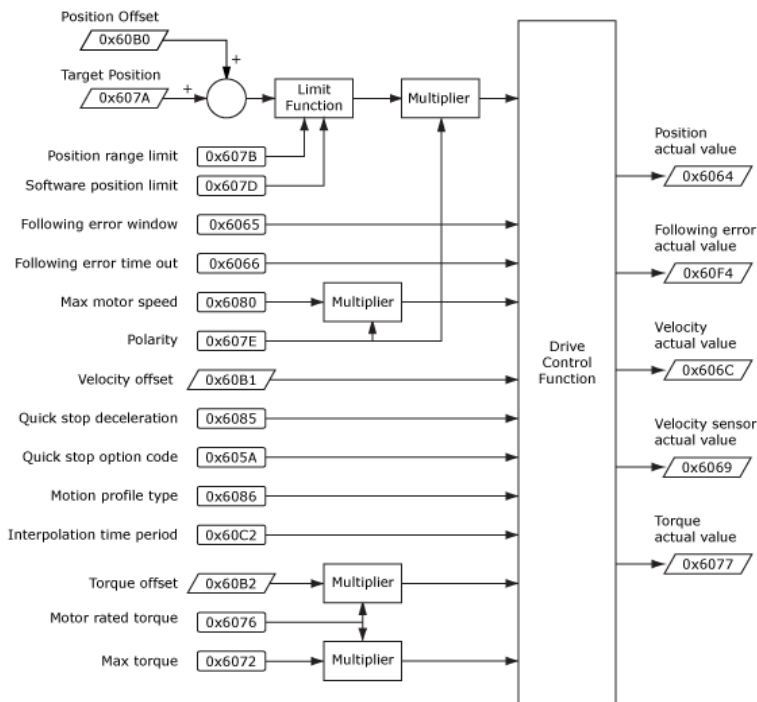 Position Offset
0x60B0
+
Target Position
+
0x607A
Limit
Function
Multiplier
Position range limit 0x607B
Software position limit 0x607D
Following error window 0x6065
Following error time out 0x6066
Max motor speed 0x6080 Multiplier
Polarity 0x607E
Velocity offset 0x60B1
Quick stop deceleration 0x6085
Quick stop option code 0x605A
Motion profile type 0x6086
Interpolation time period 0x60C2
Torque offset 0x60B2 Multiplier
Motor rated torque 0x6076
Max torque 0x6072 Multiplier
Drive
Control
Function
Position
actual value
0x6064
Following error
actual value
0x60F4
Velocity
actual value
0x606C
Velocity sensor
actual value
0x6069
Torque
actual value
0x6077